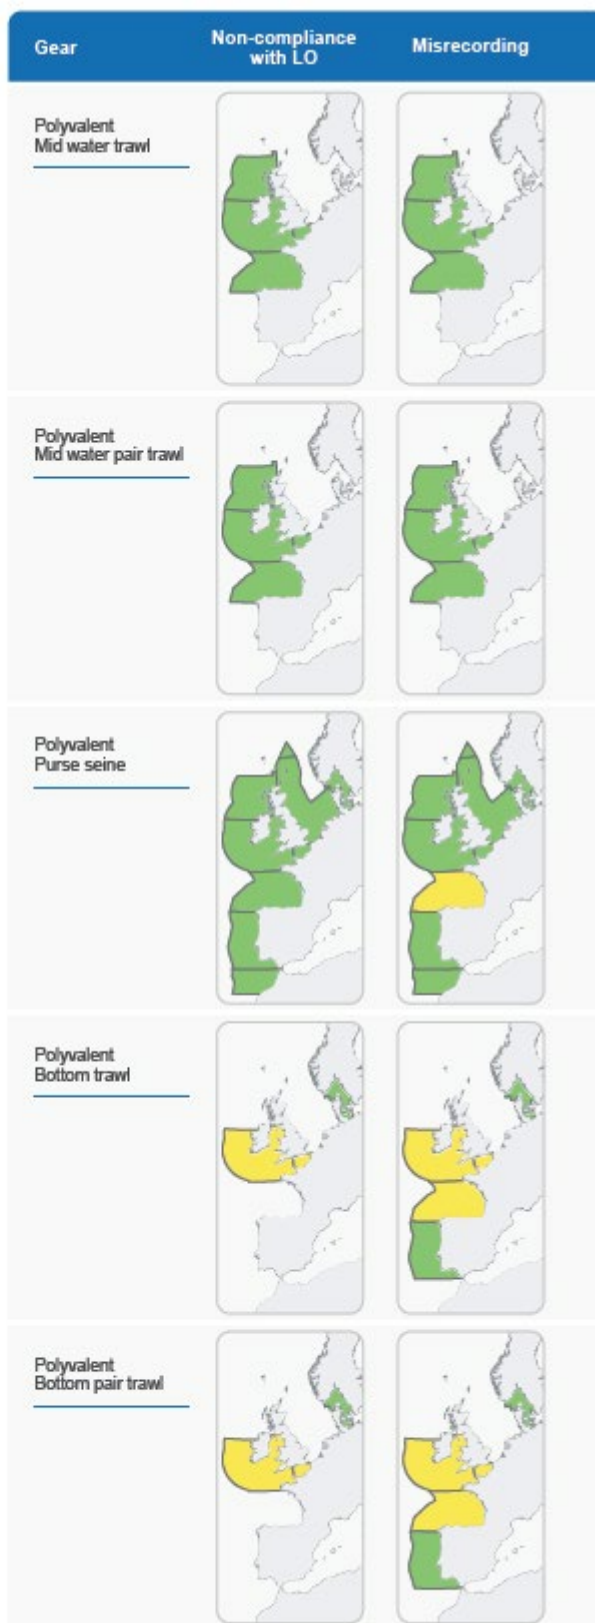 Gear
Non-compliance
with LO
Misrecording
Polyvalent
Mid water trawl
Polyvalent
Mid water pair trawl
Polyvalent
Purse seine
Polyvalent
Bottom trawl
Polyvalent
Bottom pair trawl